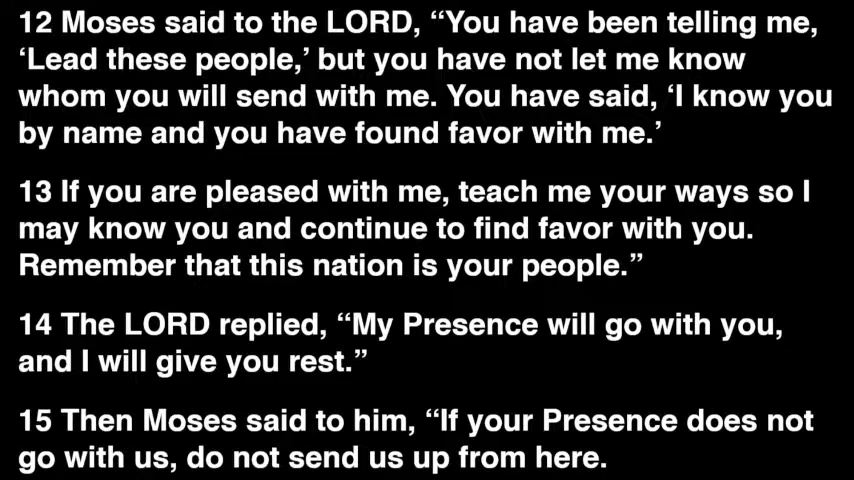 12 Moses said to the LORD, “You have been telling me,
‘Lead these people,’ but you have not let me know
whom you will send with me. You have said, ‘I know you
by name and you have found favor with me.’
13 If you are pleased with me, teach me your ways so I
may know you and continue to find favor with you.
Remember that this nation is your people.”
14 The LORD replied, “My Presence will go with you,
and I will give you rest.”
15 Then Moses said to him, “If your Presence does not
go with us, do not send us up from here.